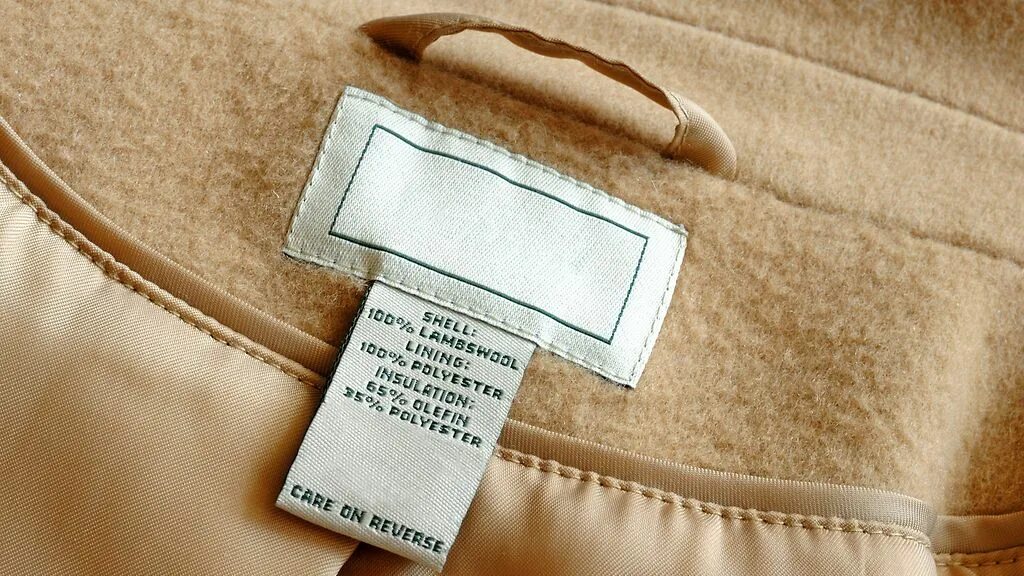 SHELL:
100% LAMBSWOOL
LINING:
100% POLYESTER
INSULATION:
65% OLEFIN
35% POLYESTER
CARE ON REVERSE